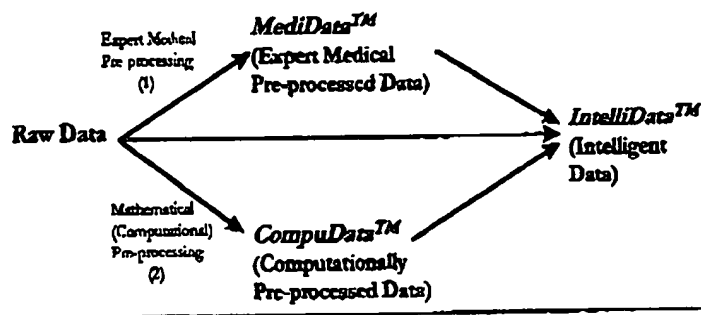 Expert Medical
Pre processing
(1)
MediData™
(Expert Medical
Pre-processed Data)
Raw Data
IntelliData™
(Intelligent
Data)
Mathematical
(Computational)
Pre-processing
(2)
CompuData™
(Computationally
Pre-processed Data)